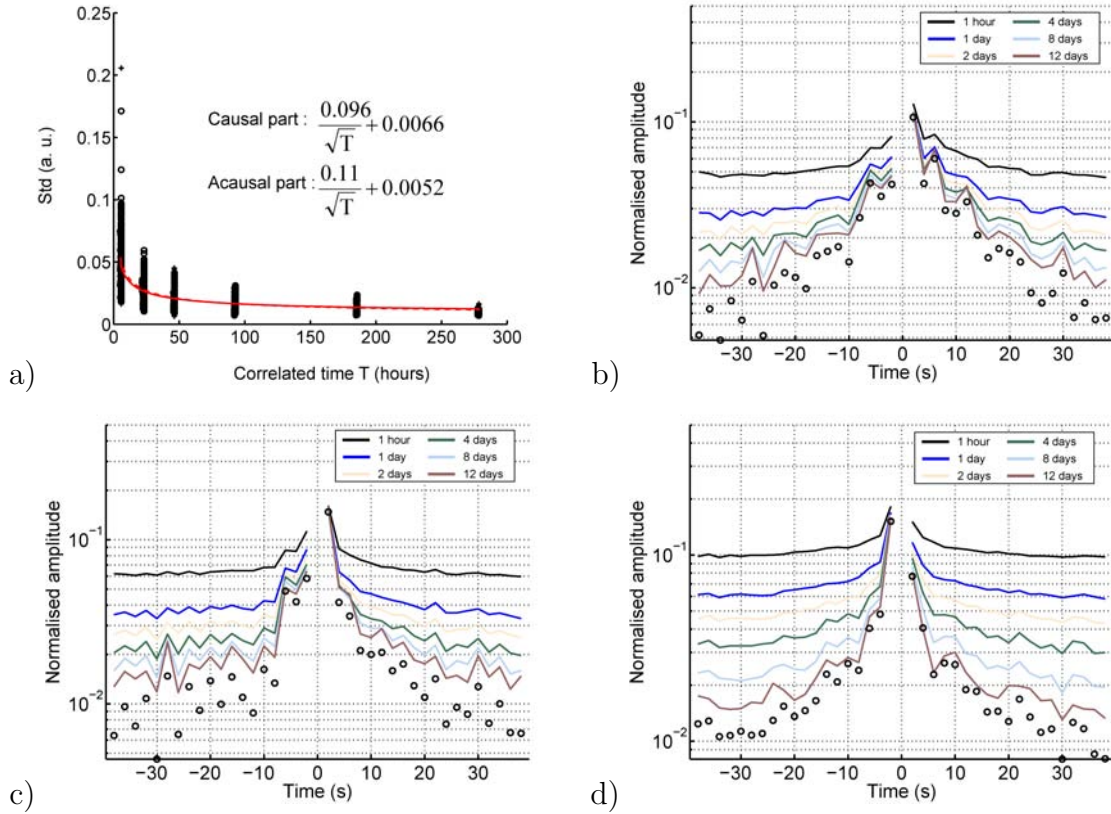 0.25
0.2
0.15
0.1
0.05
0
Std (a. u.)
Causal part : 0.096/√T + 0.0066
Acausal part : 0.11/√T + 0.0052
0 50 100 150 200 250 300
Correlated time T (hours)
a)
1 hour 4 days
1 day 8 days
2 days 12 days
10⁻¹
10⁻²
Normalised amplitude
−30 −20 −10 0 10 20 30
Time (s)
b)
1 hour 4 days
1 day 8 days
2 days 12 days
10⁻¹
10⁻²
Normalised amplitude
−30 −20 −10 0 10 20 30
Time (s)
c)
1 hour 4 days
1 day 8 days
2 days 12 days
10⁻¹
10⁻²
Normalised amplitude
−30 −20 −10 0 10 20 30
Time (s)
d)